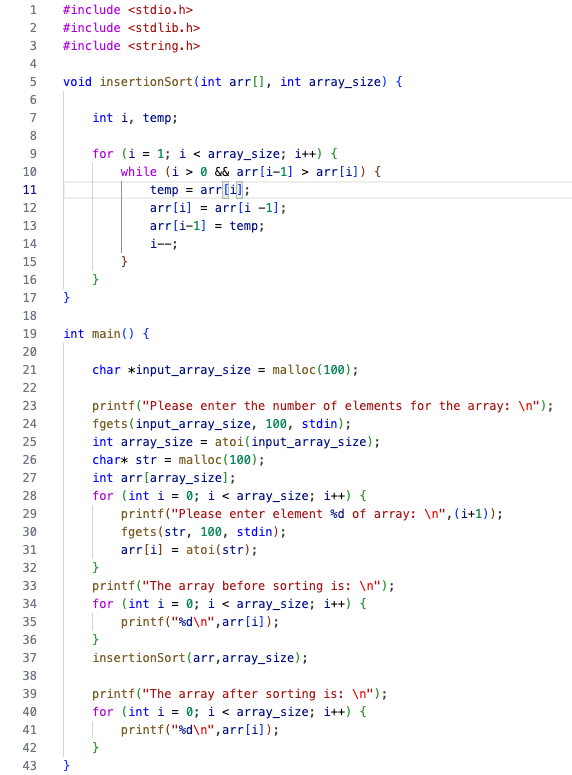 1 #include <stdio.h>
2 #include <stdlib.h>
3 #include <string.h>
4
5 void insertionSort(int arr[], int array_size) {
6
7     int i, temp;
8
9     for (i = 1; i < array_size; i++) {
10         while (i > 0 && arr[i-1] > arr[i]) {
11             temp = arr[i];
12             arr[i] = arr[i -1];
13             arr[i-1] = temp;
14             i--;
15         }
16     }
17 }
18
19 int main() {
20
21     char *input_array_size = malloc(100);
22
23     printf("Please enter the number of elements for the array: \n");
24     fgets(input_array_size, 100, stdin);
25     int array_size = atoi(input_array_size);
26     char* str = malloc(100);
27     int arr[array_size];
28     for (int i = 0; i < array_size; i++) {
29         printf("Please enter element %d of array: \n",(i+1));
30         fgets(str, 100, stdin);
31         arr[i] = atoi(str);
32     }
33     printf("The array before sorting is: \n");
34     for (int i = 0; i < array_size; i++) {
35         printf("%d\n",arr[i]);
36     }
37     insertionSort(arr,array_size);
38
39     printf("The array after sorting is: \n");
40     for (int i = 0; i < array_size; i++) {
41         printf("%d\n",arr[i]);
42     }
43 }